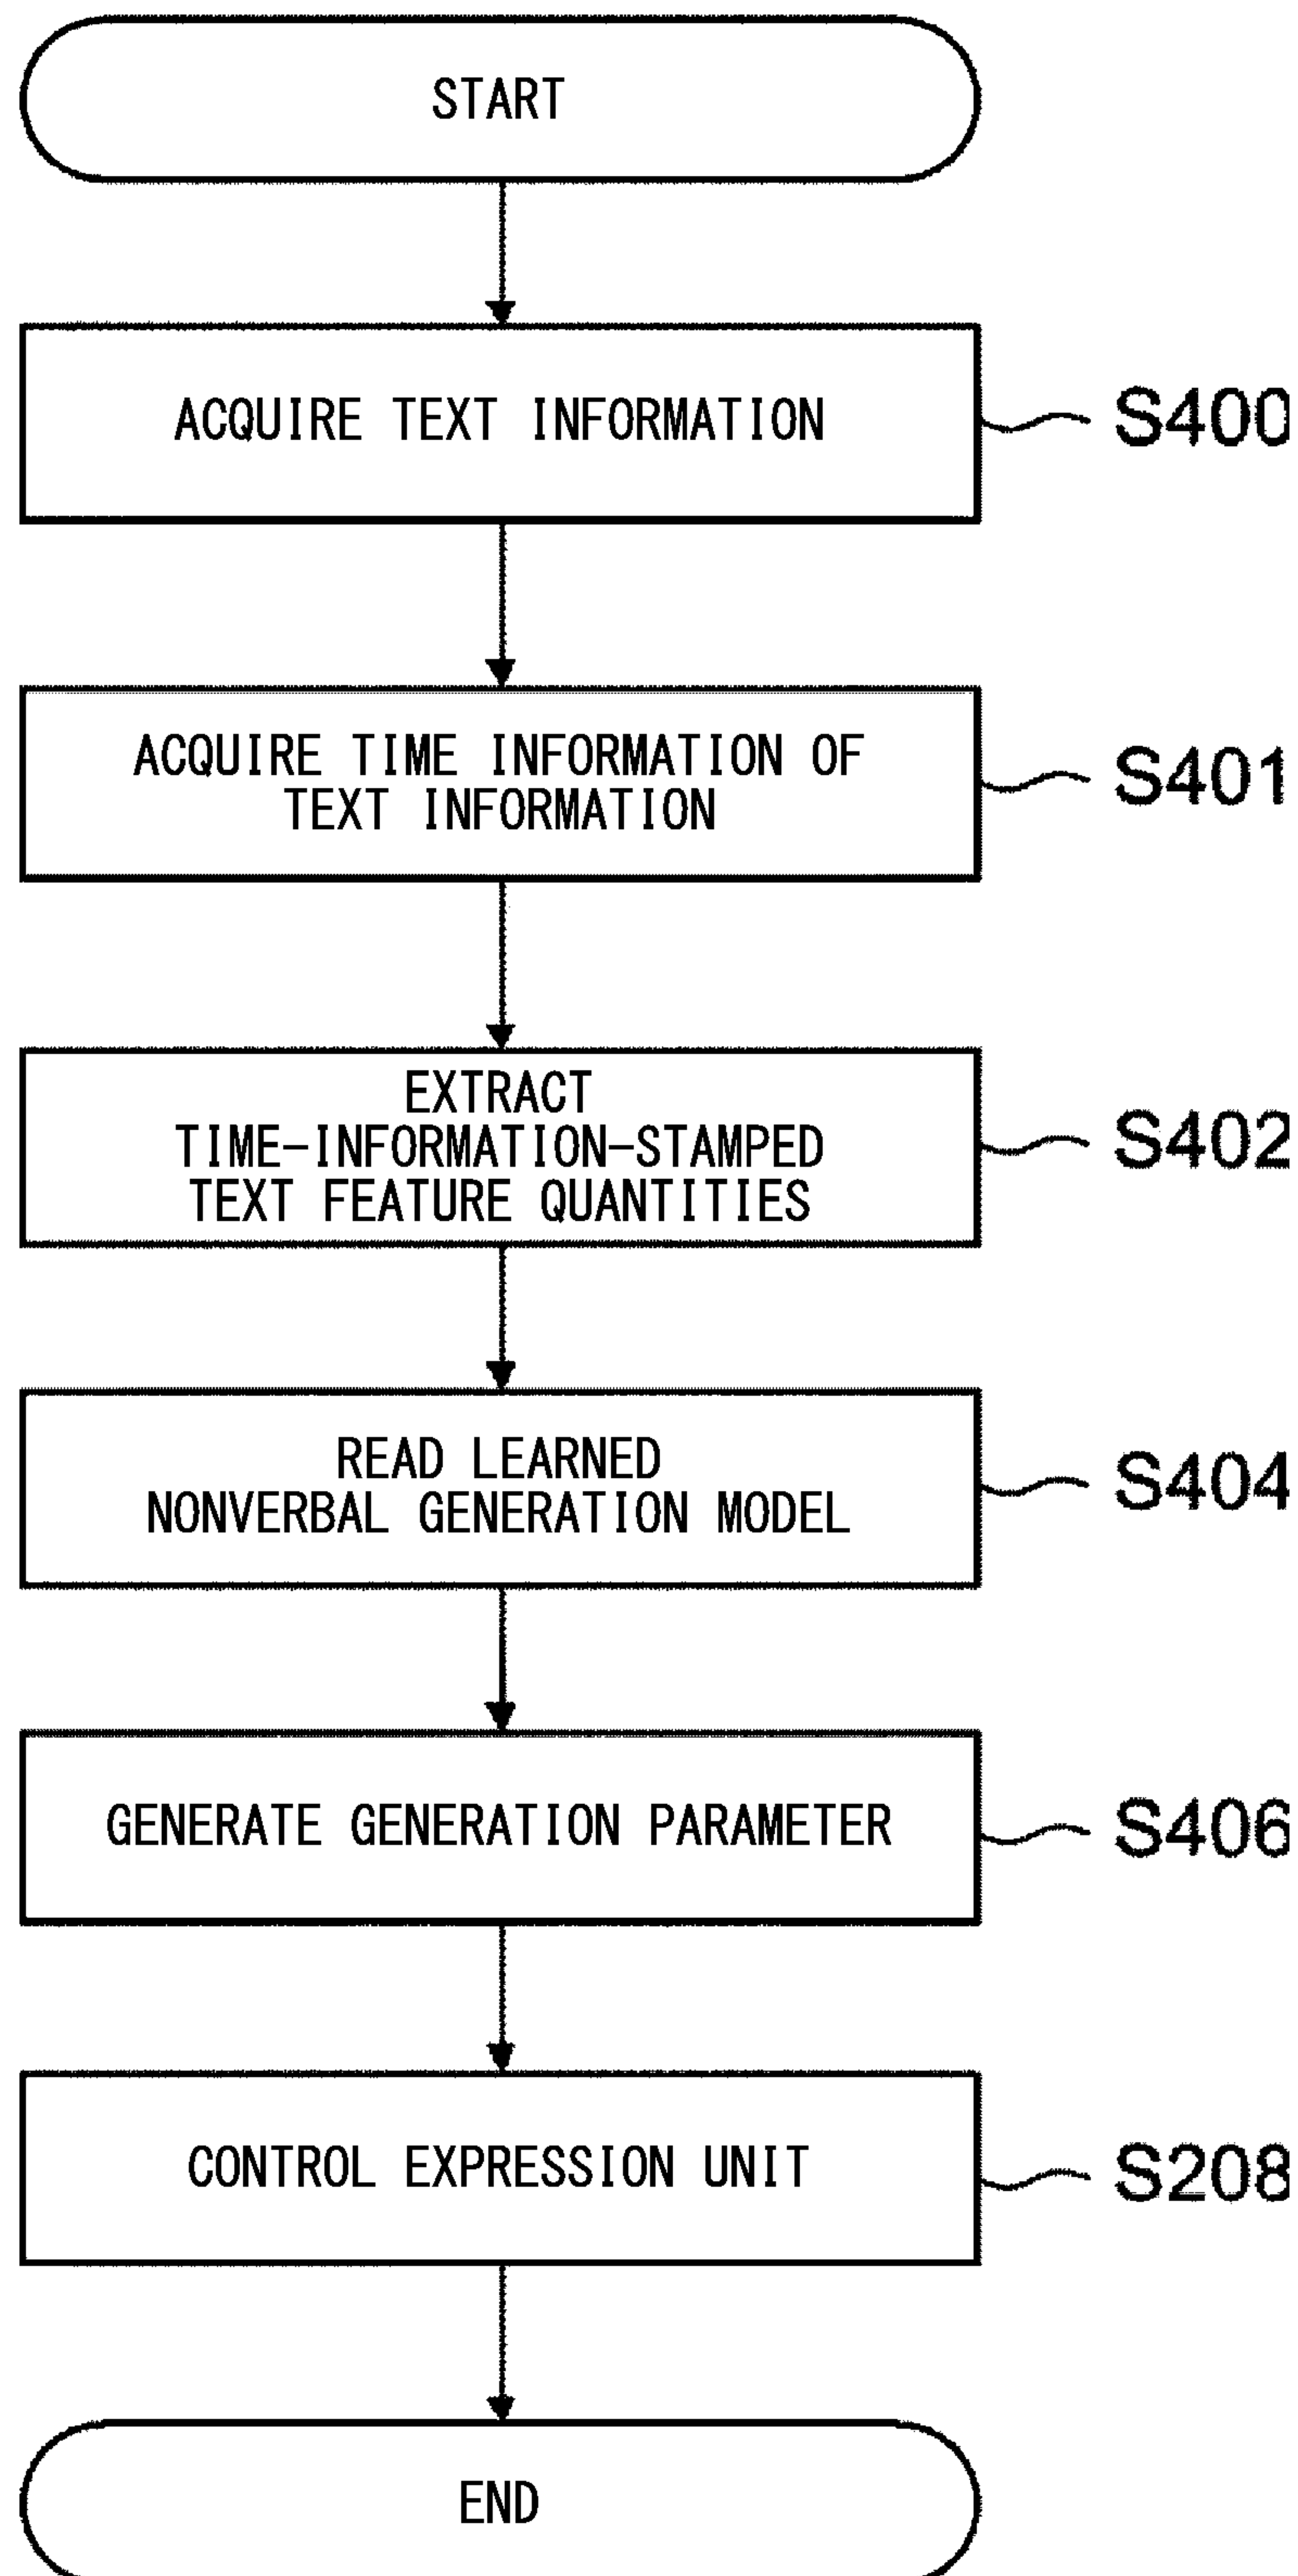 START
ACQUIRE TEXT INFORMATION
S400
ACQUIRE TIME INFORMATION OF
TEXT INFORMATION
S401
EXTRACT
TIME-INFORMATION-STAMPED
TEXT FEATURE QUANTITIES
S402
READ LEARNED
NONVERBAL GENERATION MODEL
S404
GENERATE GENERATION PARAMETER
S406
CONTROL EXPRESSION UNIT
S208
END